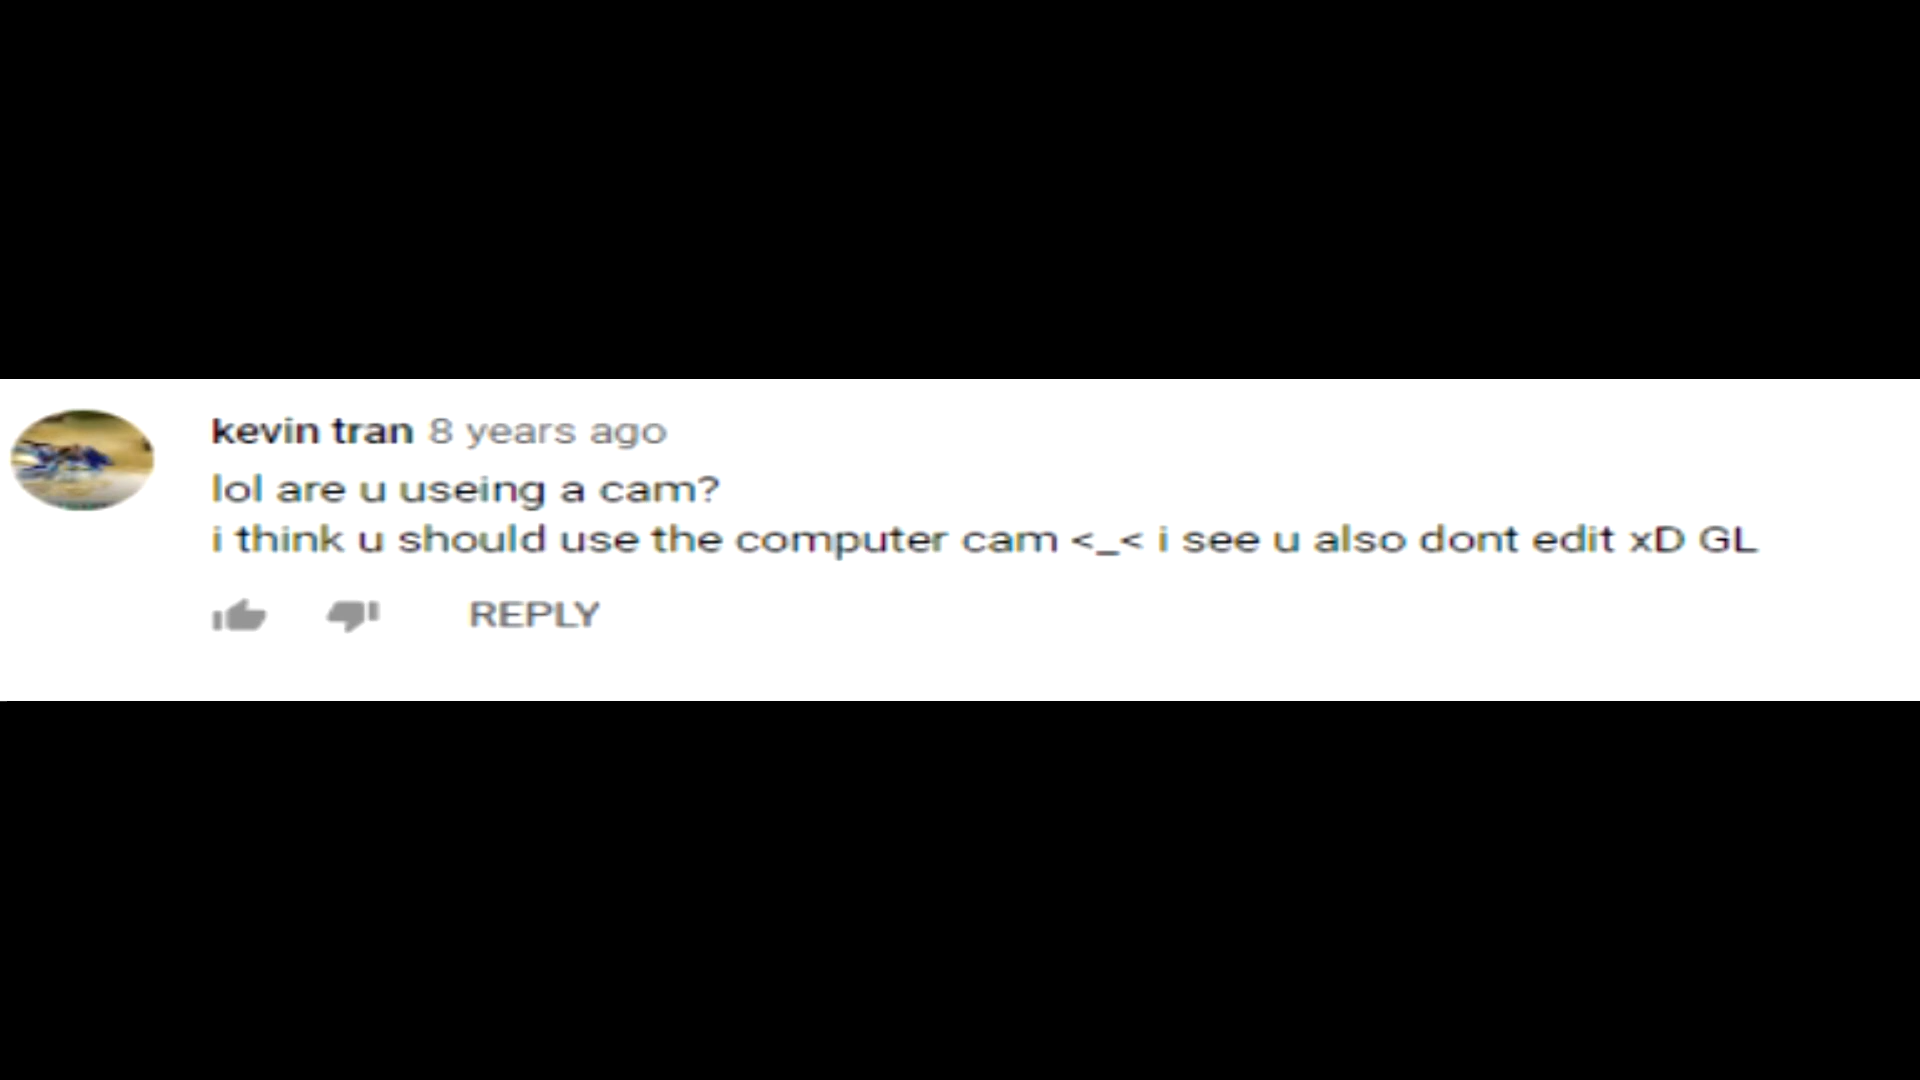 kevin tran 8 years ago
lol are u useing a cam?
i think u should use the computer cam <_< i see u also dont edit xD GL
REPLY